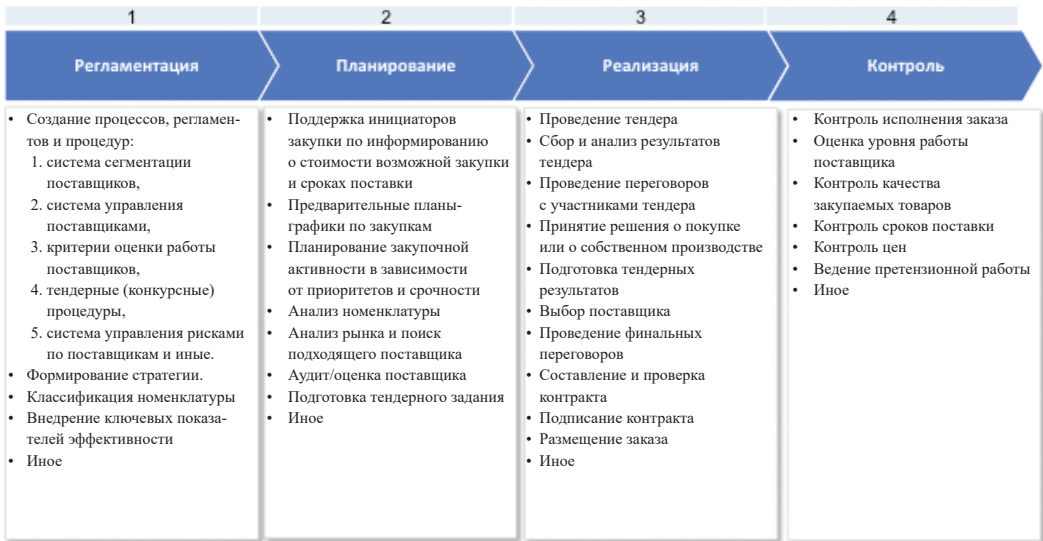 1
2
3
4
Регламентация
Планирование
Реализация
Контроль
• Создание процессов, регламен-
тов и процедур:
1. система сегментации
поставщиков,
2. система управления
поставщиками,
3. критерии оценки работы
поставщиков,
4. тендерные (конкурсные)
процедуры,
5. система управления рисками
по поставщикам и иные.
• Формирование стратегии.
• Классификация номенклатуры
• Внедрение ключевых показа-
телей эффективности
• Иное
• Поддержка инициаторов
закупки по информированию
о стоимости возможной закупки
и сроках поставки
• Предварительные планы-
графики по закупкам
• Планирование закупочной
активности в зависимости
от приоритетов и срочности
• Анализ номенклатуры
• Анализ рынка и поиск
подходящего поставщика
• Аудит/оценка поставщика
• Подготовка тендерного задания
• Иное
• Проведение тендера
• Сбор и анализ результатов
тендера
• Проведение переговоров
с участниками тендера
• Принятие решения о покупке
или о собственном производстве
• Подготовка тендерных
результатов
• Выбор поставщика
• Проведение финальных
переговоров
• Составление и проверка
контракта
• Подписание контракта
• Размещение заказа
• Иное
• Контроль исполнения заказа
• Оценка уровня работы
поставщика
• Контроль качества
закупаемых товаров
• Контроль сроков поставки
• Контроль цен
• Ведение претензионной работы
• Иное